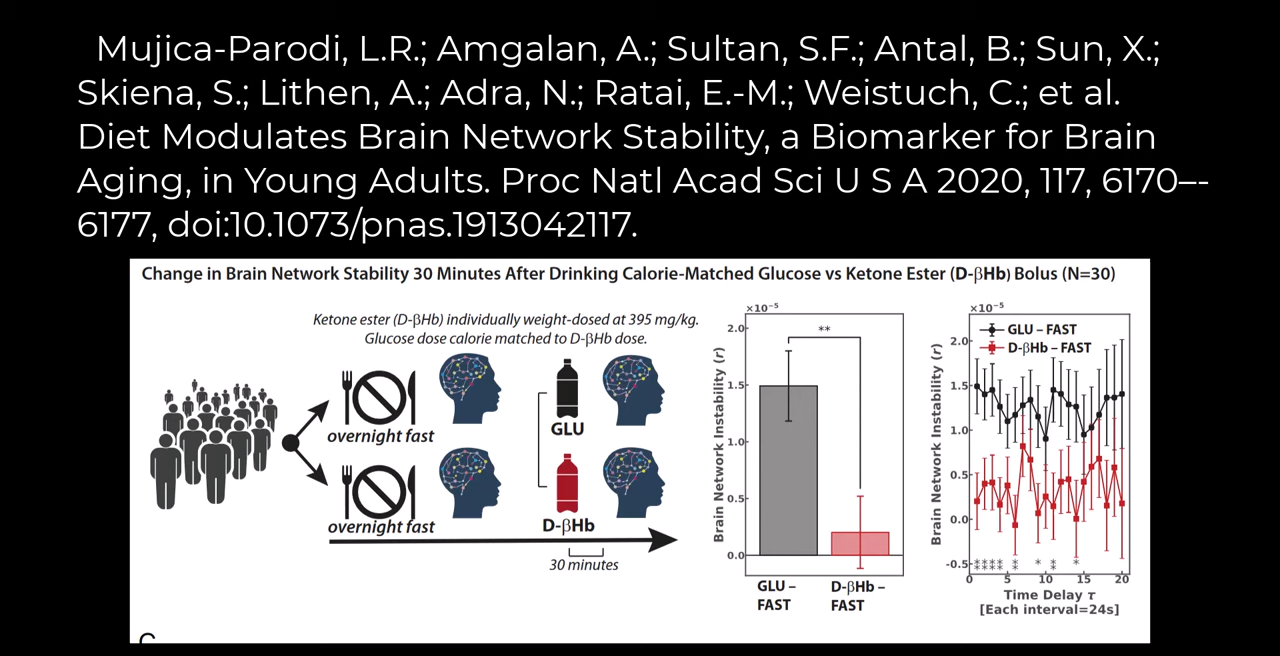 Mujica-Parodi, L.R.; Amgalan, A.; Sultan, S.F.; Antal, B.; Sun, X.;
Skiena, S.; Lithen, A.; Adra, N.; Ratai, E.-M.; Weistuch, C.; et al.
Diet Modulates Brain Network Stability, a Biomarker for Brain
Aging, in Young Adults. Proc Natl Acad Sci U S A 2020, 117, 6170–-
6177, doi:10.1073/pnas.1913042117.
Change in Brain Network Stability 30 Minutes After Drinking Calorie-Matched Glucose vs Ketone Ester (D-βHb) Bolus (N=30)
Ketone ester (D-βHb) individually weight-dosed at 395 mg/kg.
Glucose dose calorie matched to D-βHb dose.
overnight fast
GLU
overnight fast
D-βHb
30 minutes
×10⁻⁵
2.0
1.5
1.0
0.5
0.0
Brain Network Instability (r)
**
GLU –
FAST
D-βHb –
FAST
×10⁻⁵
2.0
1.5
1.0
0.5
0.0
-0.5
Brain Network Instability (r)
GLU – FAST
D-βHb – FAST
** ** ** ** ** * ** *
0 5 10 15 20
Time Delay τ
[Each interval=24s]